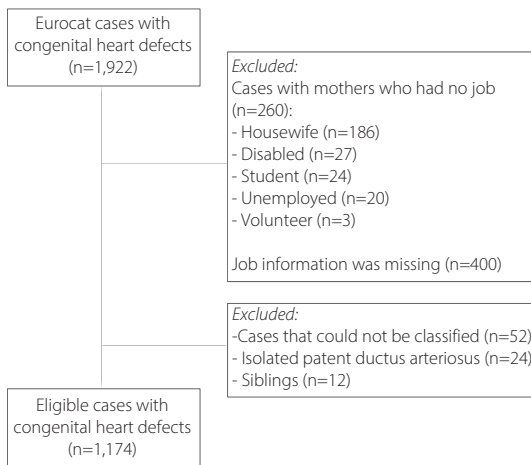 Eurocat cases with
congenital heart defects
(n=1,922)
Excluded:
Cases with mothers who had no job
(n=260):
- Housewife (n=186)
- Disabled (n=27)
- Student (n=24)
- Unemployed (n=20)
- Volunteer (n=3)
Job information was missing (n=400)
Excluded:
-Cases that could not be classified (n=52)
- Isolated patent ductus arteriosus (n=24)
- Siblings (n=12)
Eligible cases with
congenital heart defects
(n=1,174)